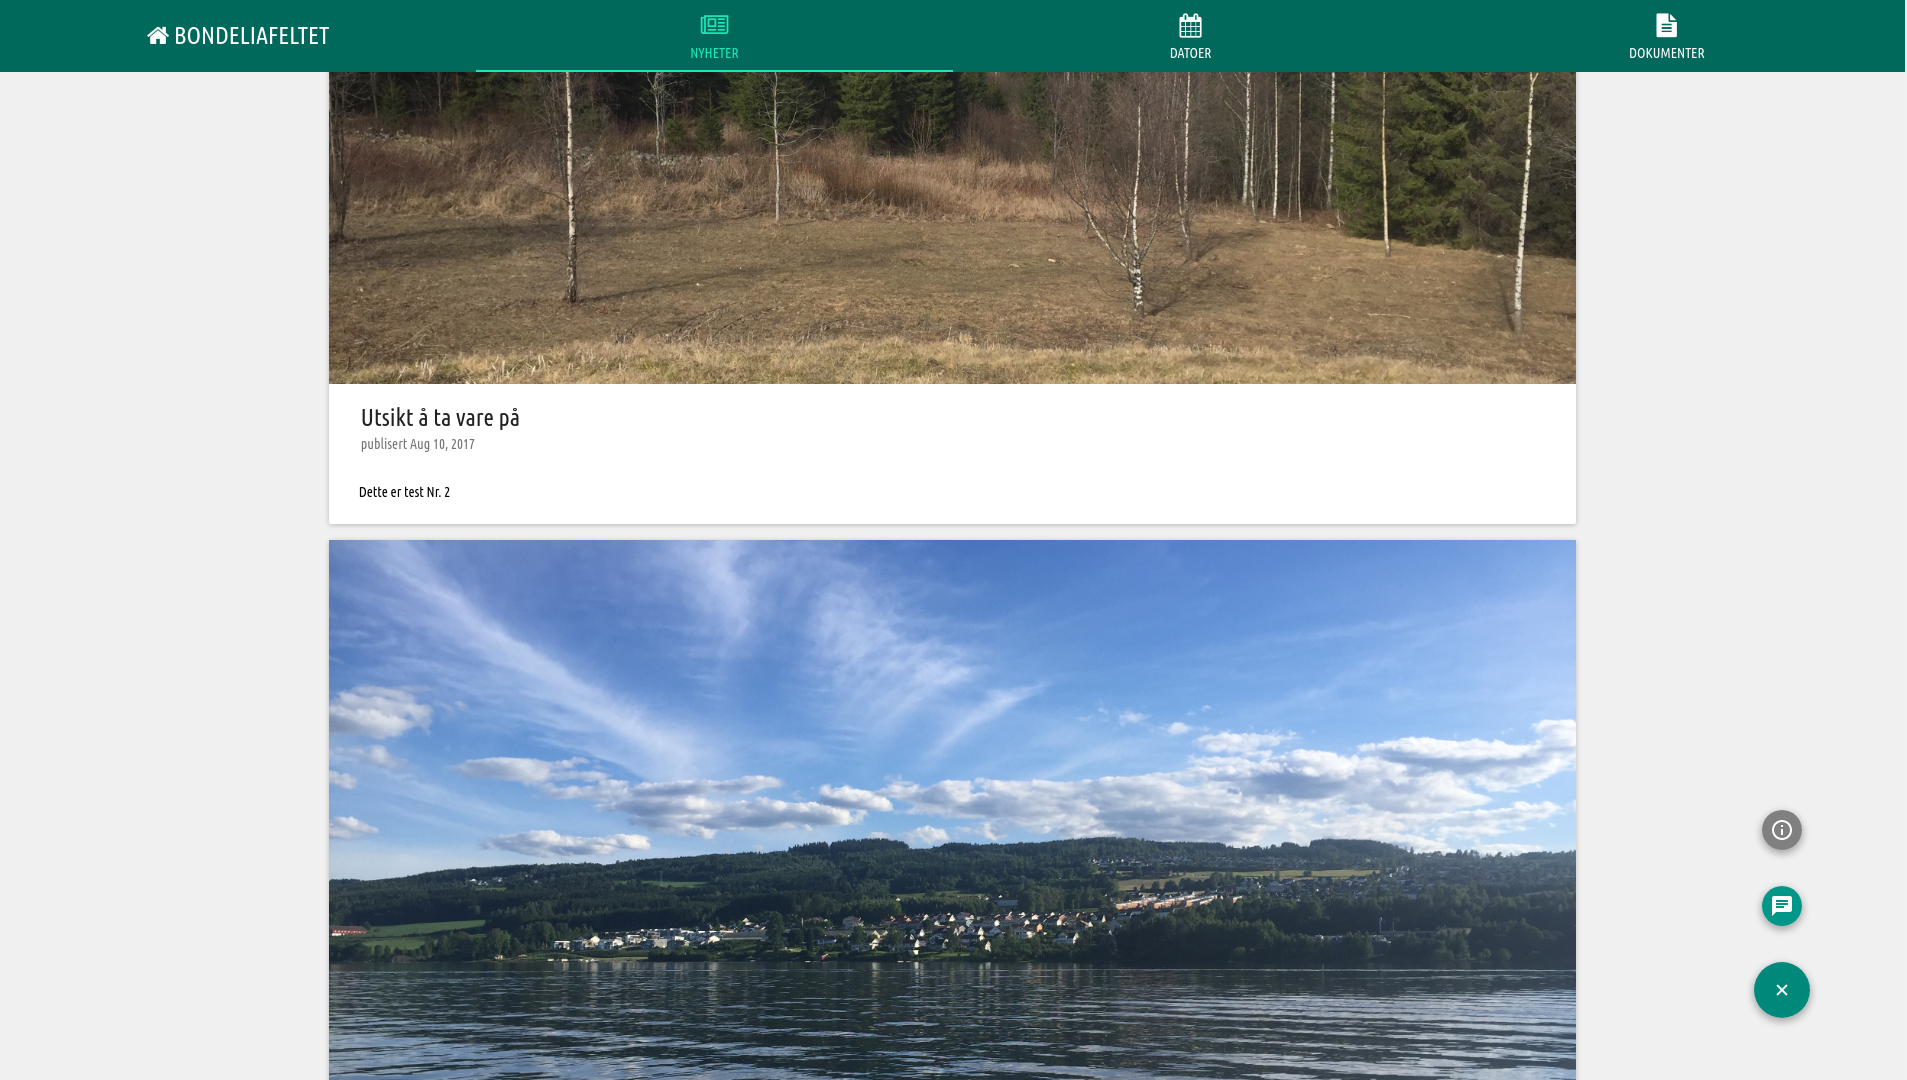 BONDELIAFELTET
NYHETER
DATOER
DOKUMENTER
Utsikt å ta vare på
publisert Aug 10, 2017
Dette er test Nr. 2